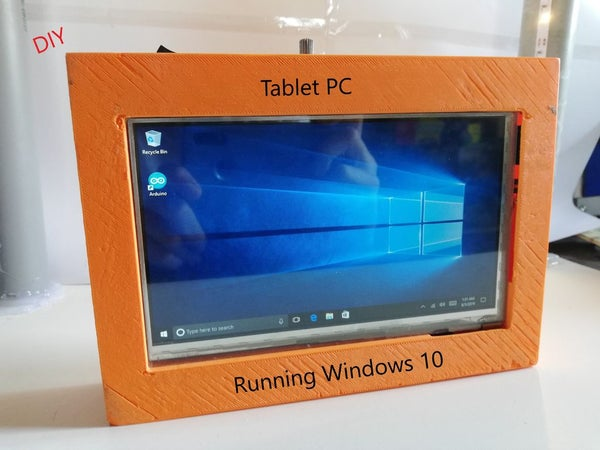 DIY
Tablet PC
Recycle Bin
Arduino
Type here to search
Running Windows 10